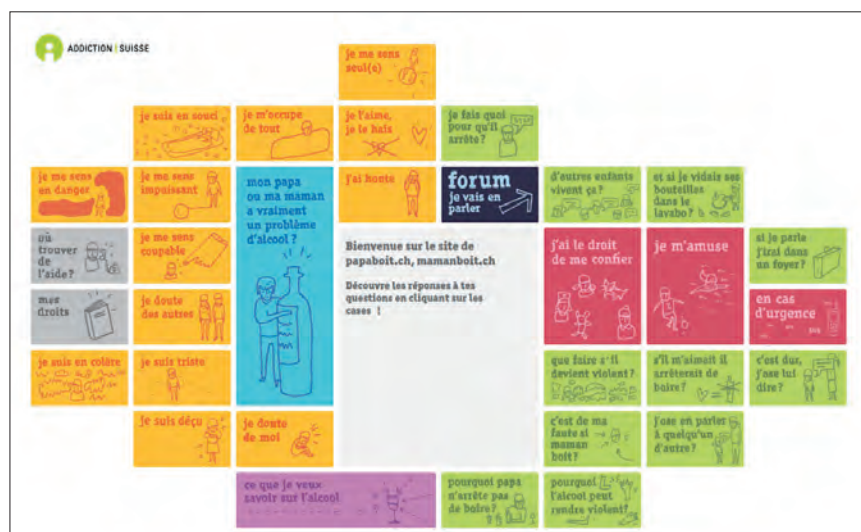 ADDICTION | SUISSE
je me sens
seul(e)
je suis en souci
je m'occupe
de tout
je l'aime,
je le hais
je fais quoi
pour qu'il
arrête?
je me sens
en danger
je me sens
impuissant
mon papa
ou ma maman
a vraiment
un problème
d'alcool?
j'ai honte
forum
je vais en
parler
d'autres enfants
vivent ça?
et si je vidais ses
bouteilles
dans le
lavabo?
où
trouver
de
l'aide?
je me sens
coupable
Bienvenue sur le site de
papaboit.ch, mamanboit.ch
Découvre les réponses à tes
questions en cliquant sur les
cases !
j'ai le droit
de me confier
je m'amuse
si je parle
j'irai dans
un foyer?
mes
droits
je doute
des autres
en cas
d'urgence
je suis en colère
je suis triste
que faire s'il
devient violent?
s'il m'aimait il
arrêterait de
boire?
c'est dur,
j'ose lui
dire?
je suis déçu
je doute
de moi
c'est de ma
faute si
maman
boit?
j'ose en parler
à quelqu'un
d'autre?
ce que je veux
savoir sur l'alcool
pourquoi papa
n'arrête pas
de boire?
pourquoi
l'alcool peut
rendre violent?